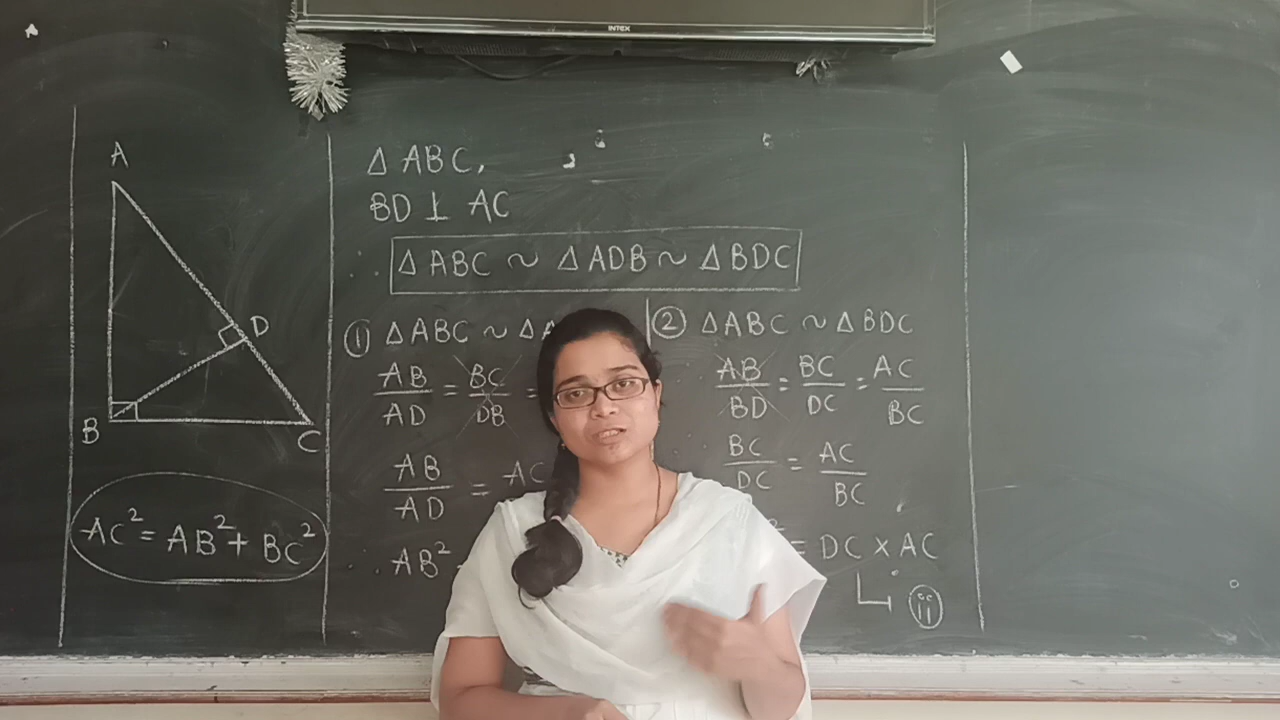 INTEX
A
D
B
C
AC² = AB² + BC²
Δ ABC,
BD ⊥ AC
∴ Δ ABC ~ Δ ADB ~ Δ BDC
① Δ ABC ~ Δ A
AB/AD = BC/DB =
AB/AD = AC
∴ AB²
② Δ ABC ~ Δ BDC
AB/BD = BC/DC = AC/BC
BC/DC = AC/BC
= DC × AC
ii